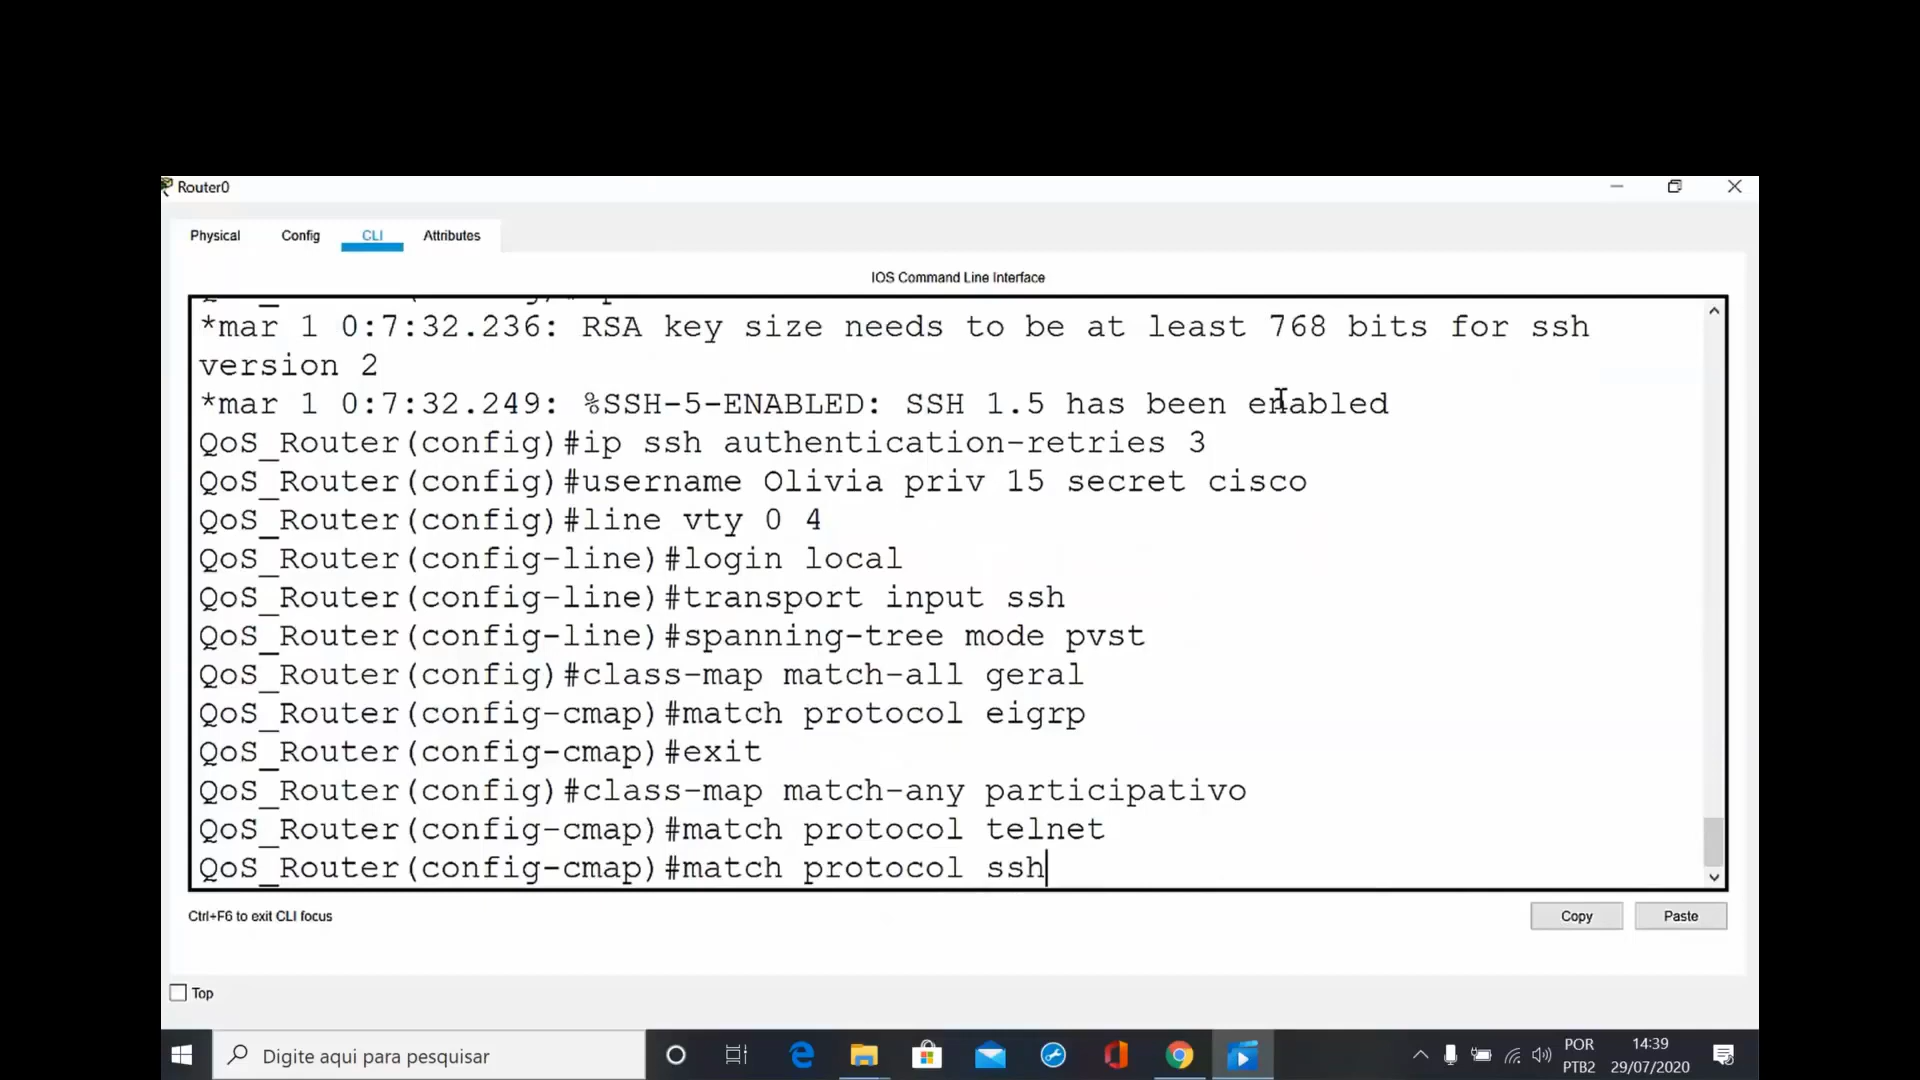 Router0
Physical Config CLI Attributes
IOS Command Line Interface
*mar 1 0:7:32.236: RSA key size needs to be at least 768 bits for ssh
version 2
*mar 1 0:7:32.249: %SSH-5-ENABLED: SSH 1.5 has been enabled
QoS_Router(config)#ip ssh authentication-retries 3
QoS_Router(config)#username Olivia priv 15 secret cisco
QoS_Router(config)#line vty 0 4
QoS_Router(config-line)#login local
QoS_Router(config-line)#transport input ssh
QoS_Router(config-line)#spanning-tree mode pvst
QoS_Router(config)#class-map match-all geral
QoS_Router(config-cmap)#match protocol eigrp
QoS_Router(config-cmap)#exit
QoS_Router(config)#class-map match-any participativo
QoS_Router(config-cmap)#match protocol telnet
QoS_Router(config-cmap)#match protocol ssh
Ctrl+F6 to exit CLI focus
Copy Paste
Top
Digite aqui para pesquisar
POR 14:39
PTB2 29/07/2020